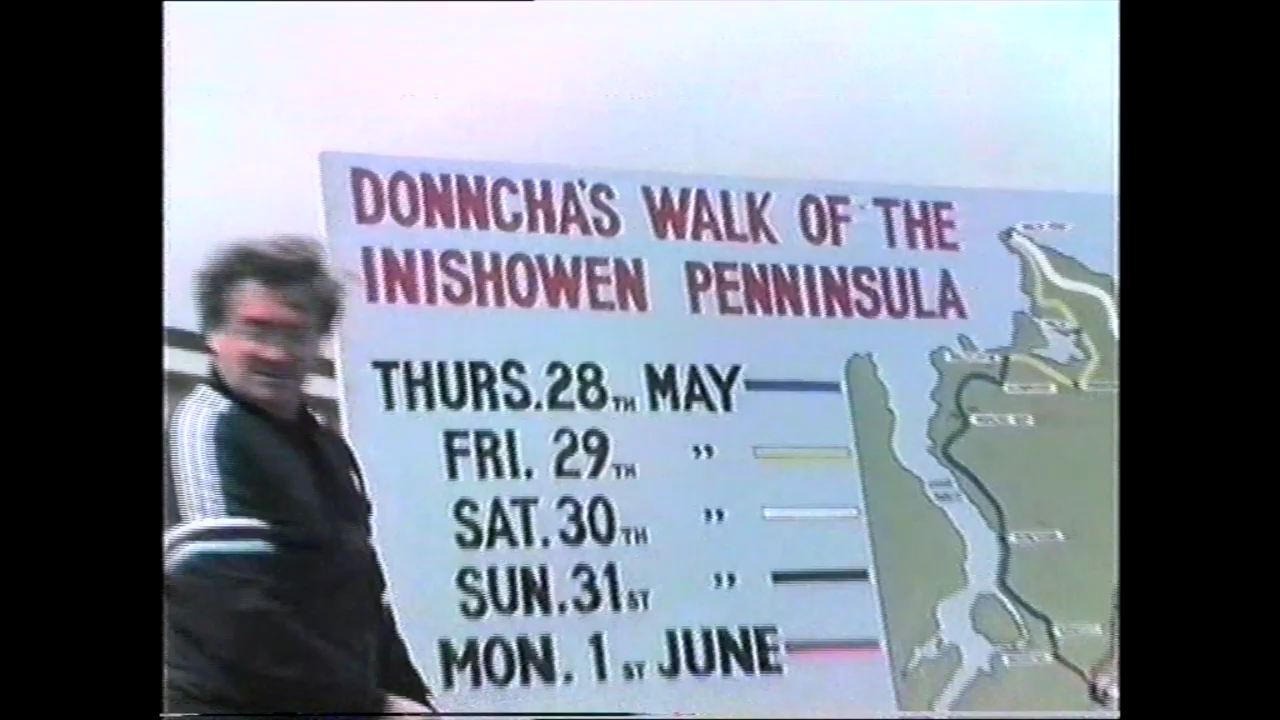 DONNCHA'S WALK OF THE
INISHOWEN PENNINSULA
THURS. 28TH MAY
FRI. 29TH "
SAT. 30TH "
SUN. 31ST "
MON. 1ST JUNE